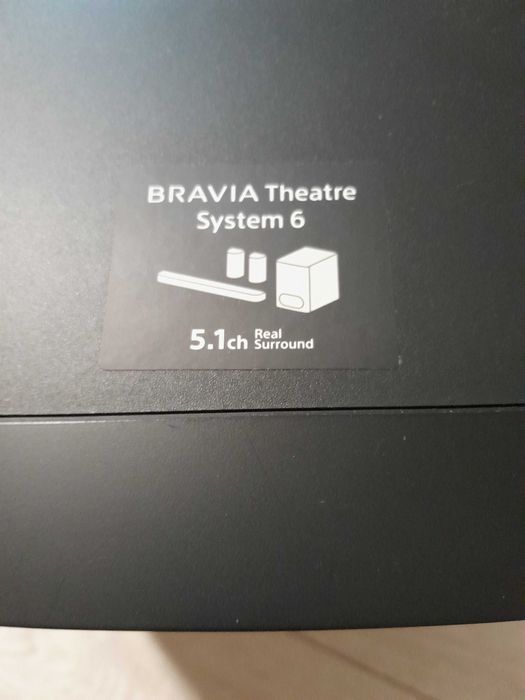 BRAVIA Theatre
System 6
5.1ch Real
Surround